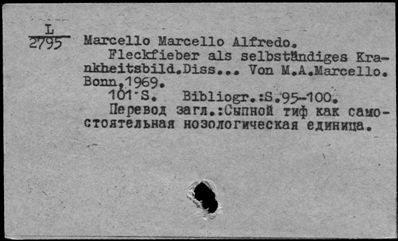 L
2795
Marcello Marcello Alfredo.
Fleckfieber als selbständiges Kra-
nkheitsbild.Diss... Von M.A.Marcello.
Bonn,1969.
101 S. Bibliogr.:S.95-100.
Перевод загл.:Сыпной тиф как само-
стоятельная нозологическая единица.